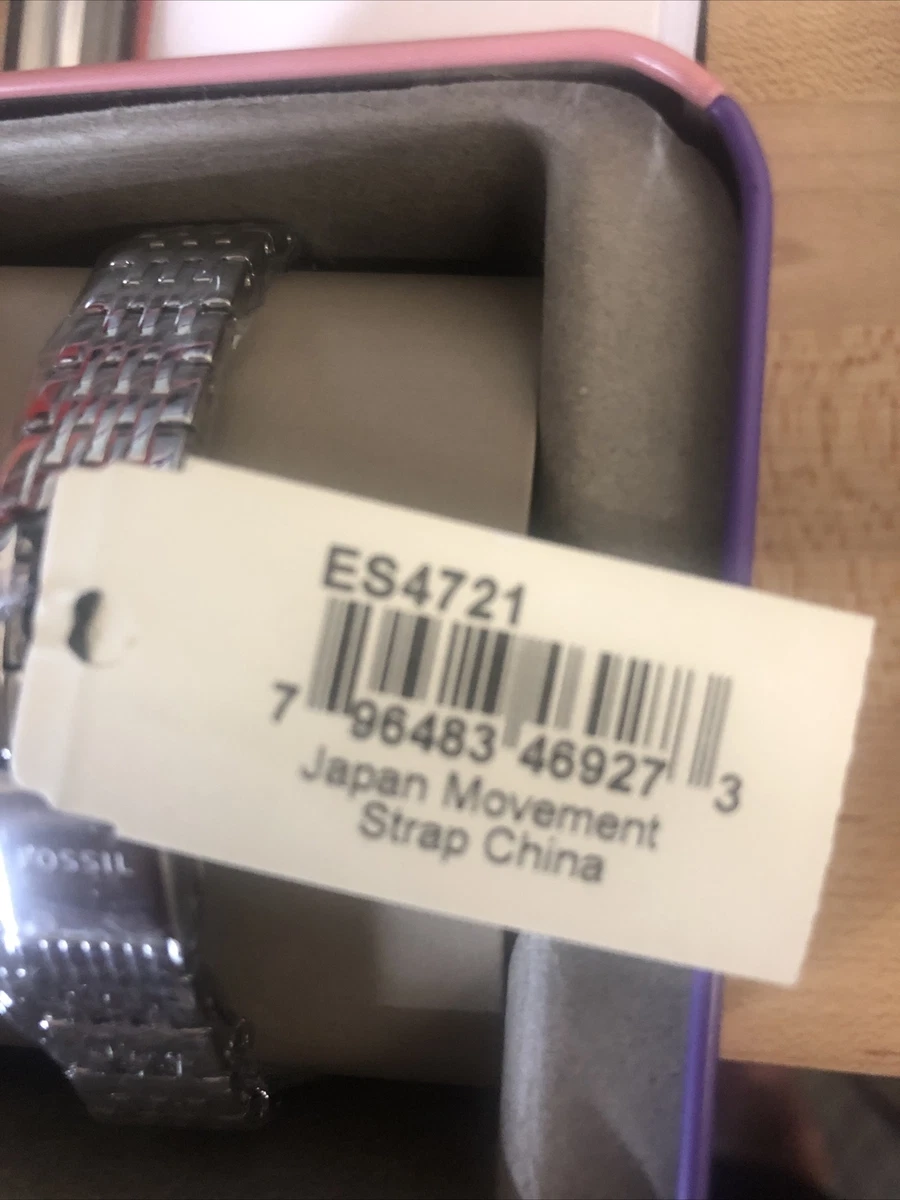 ES4721
7 96483 46927 3
Japan Movement
Strap China
FOSSIL